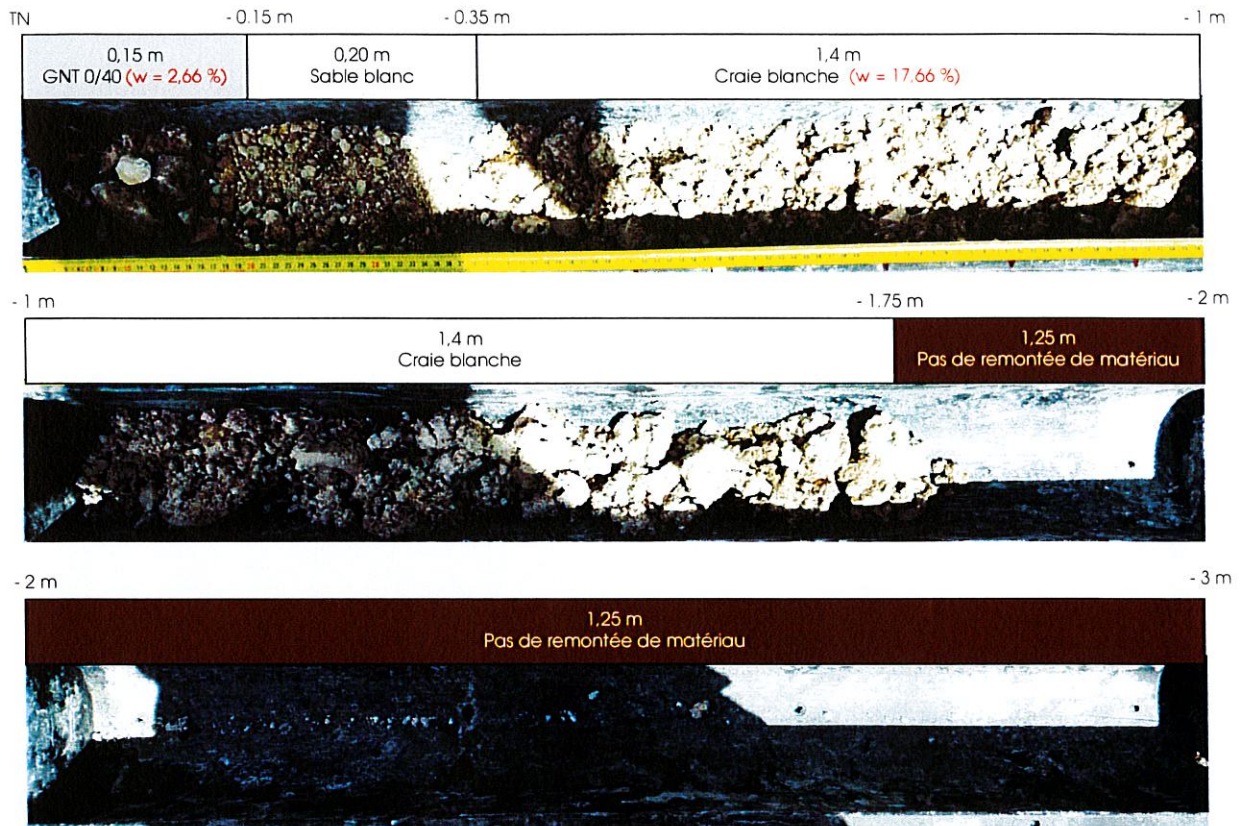 TN
- 0.15 m
- 0.35 m
- 1 m
0,15 m
GNT 0/40 (w = 2,66 %)
0,20 m
Sable blanc
1,4 m
Craie blanche (w = 17,66 %)
- 1 m
- 1.75 m
- 2 m
1,4 m
Craie blanche
1,25 m
Pas de remontée de matériau
- 2 m
- 3 m
1,25 m
Pas de remontée de matériau